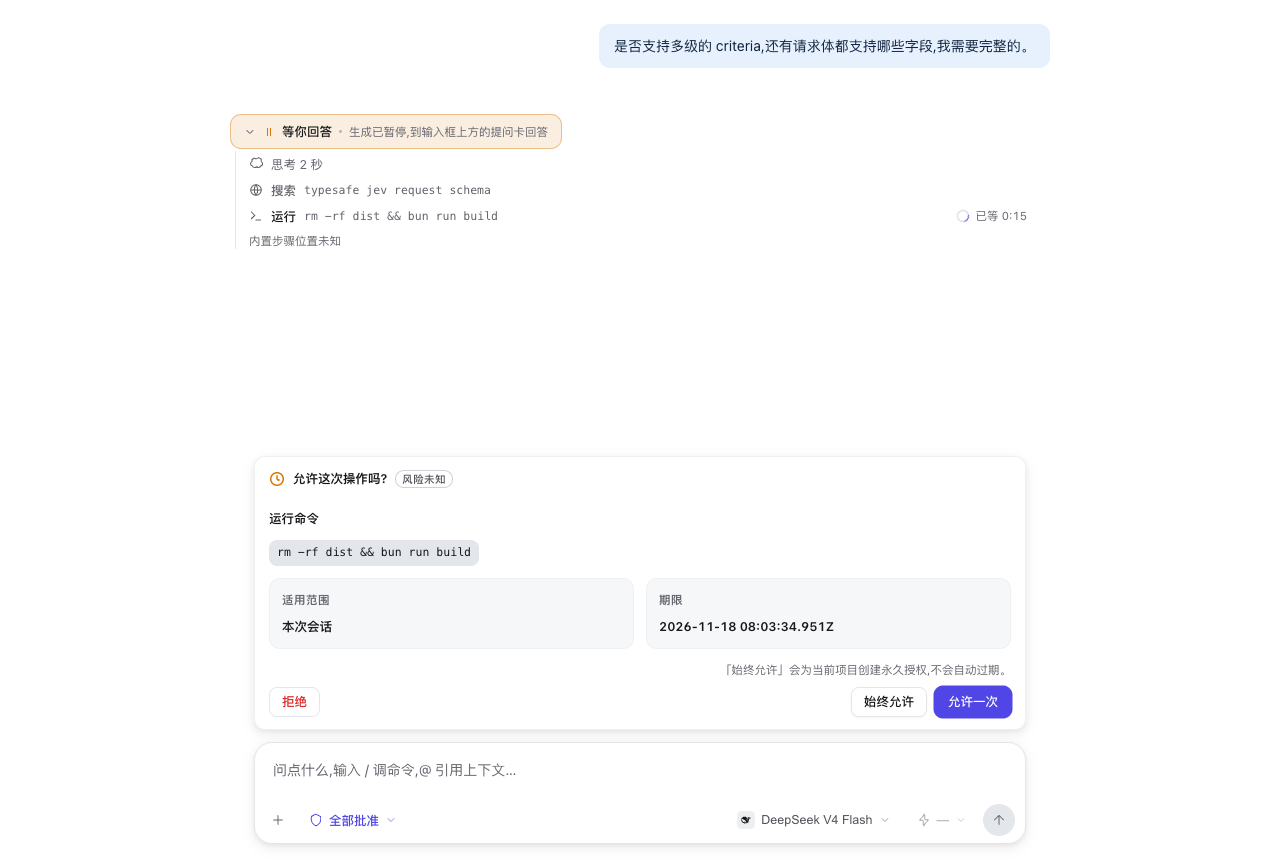 是否支持多级的 criteria,还有请求体都支持哪些字段,我需要完整的。
等你回答 • 生成已暂停,到输入框上方的提问卡回答
思考 2 秒
搜索 typesafe jev request schema
运行 rm -rf dist && bun run build 已等 0:15
内置步骤位置未知
允许这次操作吗? 风险未知
运行命令
rm -rf dist && bun run build
适用范围 期限
本次会话 2026-11-18 08:03:34.951Z
「始终允许」会为当前项目创建永久授权,不会自动过期。
拒绝 始终允许 允许一次
问点什么,输入 / 调命令,@ 引用上下文…
全部批准 DeepSeek V4 Flash —